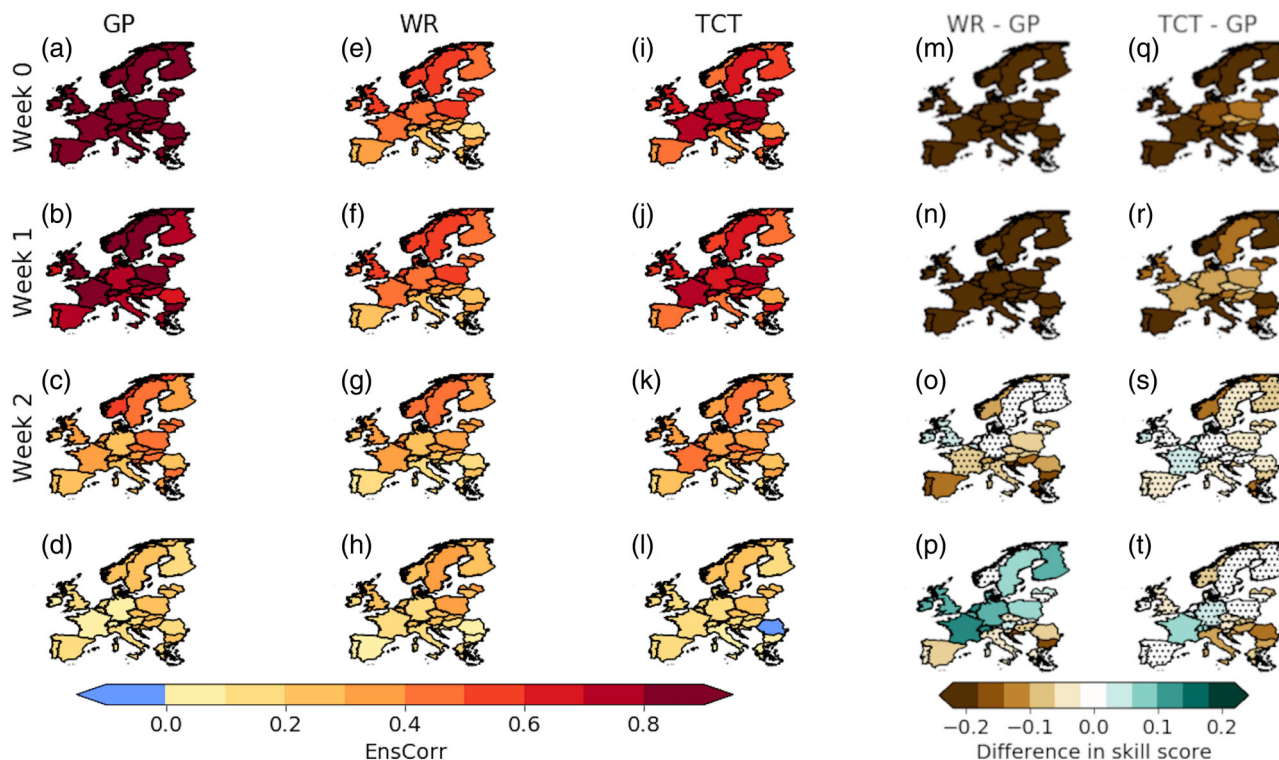 GP WR TCT WR - GP TCT - GP
(a) (e) (i) (m) (q)
Week 0
(b) (f) (j) (n) (r)
Week 1
(c) (g) (k) (o) (s)
Week 2
(d) (h) (l) (p) (t)
0.0 0.2 0.4 0.6 0.8
EnsCorr
−0.2 −0.1 0.0 0.1 0.2
Difference in skill score